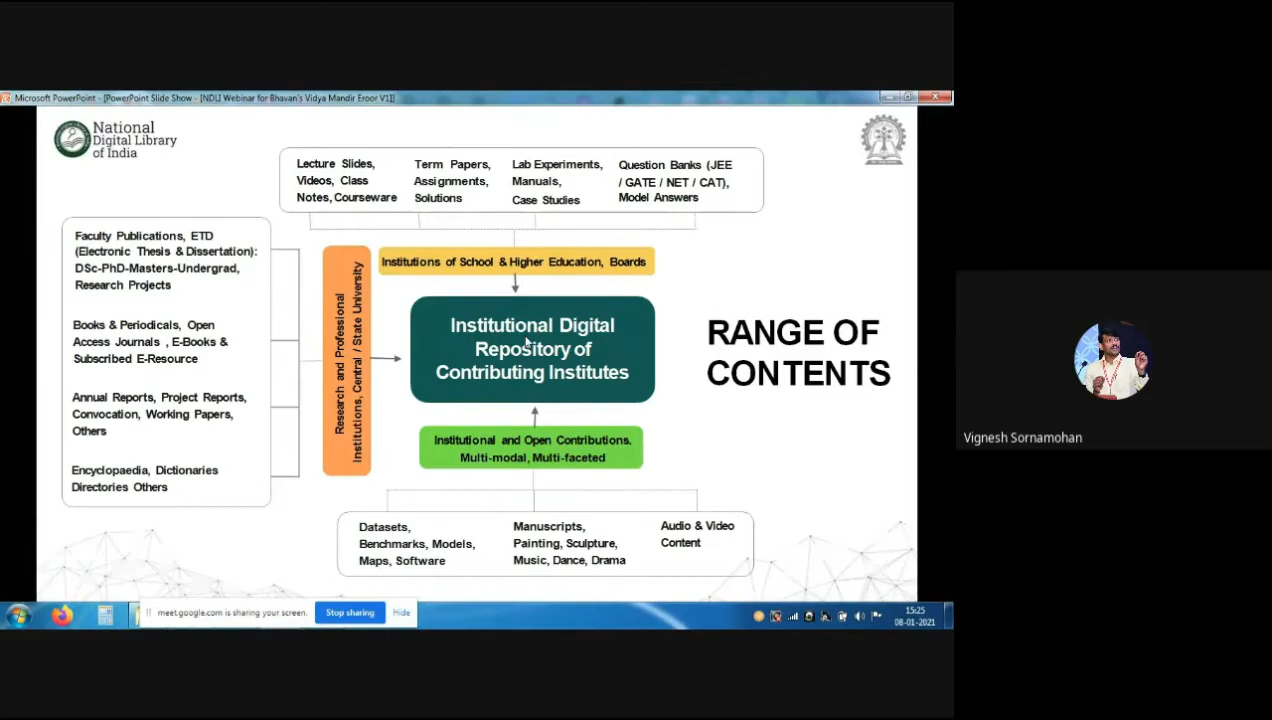 Microsoft PowerPoint - [PowerPoint Slide Show - [NDLI Webinar for Bhavan's Vidya Mandir Eroor V1]]
National
Digital Library
of India
Lecture Slides,
Videos, Class
Notes, Courseware
Term Papers,
Assignments,
Solutions
Lab Experiments,
Manuals,
Case Studies
Question Banks (JEE
/ GATE / NET / CAT),
Model Answers
Faculty Publications, ETD
(Electronic Thesis & Dissertation):
DSc-PhD-Masters-Undergrad,
Research Projects
Books & Periodicals, Open
Access Journals , E-Books &
Subscribed E-Resource
Annual Reports, Project Reports,
Convocation, Working Papers,
Others
Encyclopaedia, Dictionaries
Directories Others
Research and Professional
Institutions, Central / State University
Institutions of School & Higher Education, Boards
Institutional Digital
Repository of
Contributing Institutes
Institutional and Open Contributions.
Multi-modal, Multi-faceted
RANGE OF
CONTENTS
Datasets,
Benchmarks, Models,
Maps, Software
Manuscripts,
Painting, Sculpture,
Music, Dance, Drama
Audio & Video
Content
Vignesh Sornamohan
meet.google.com is sharing your screen.
Stop sharing
Hide
15:25
08-01-2021